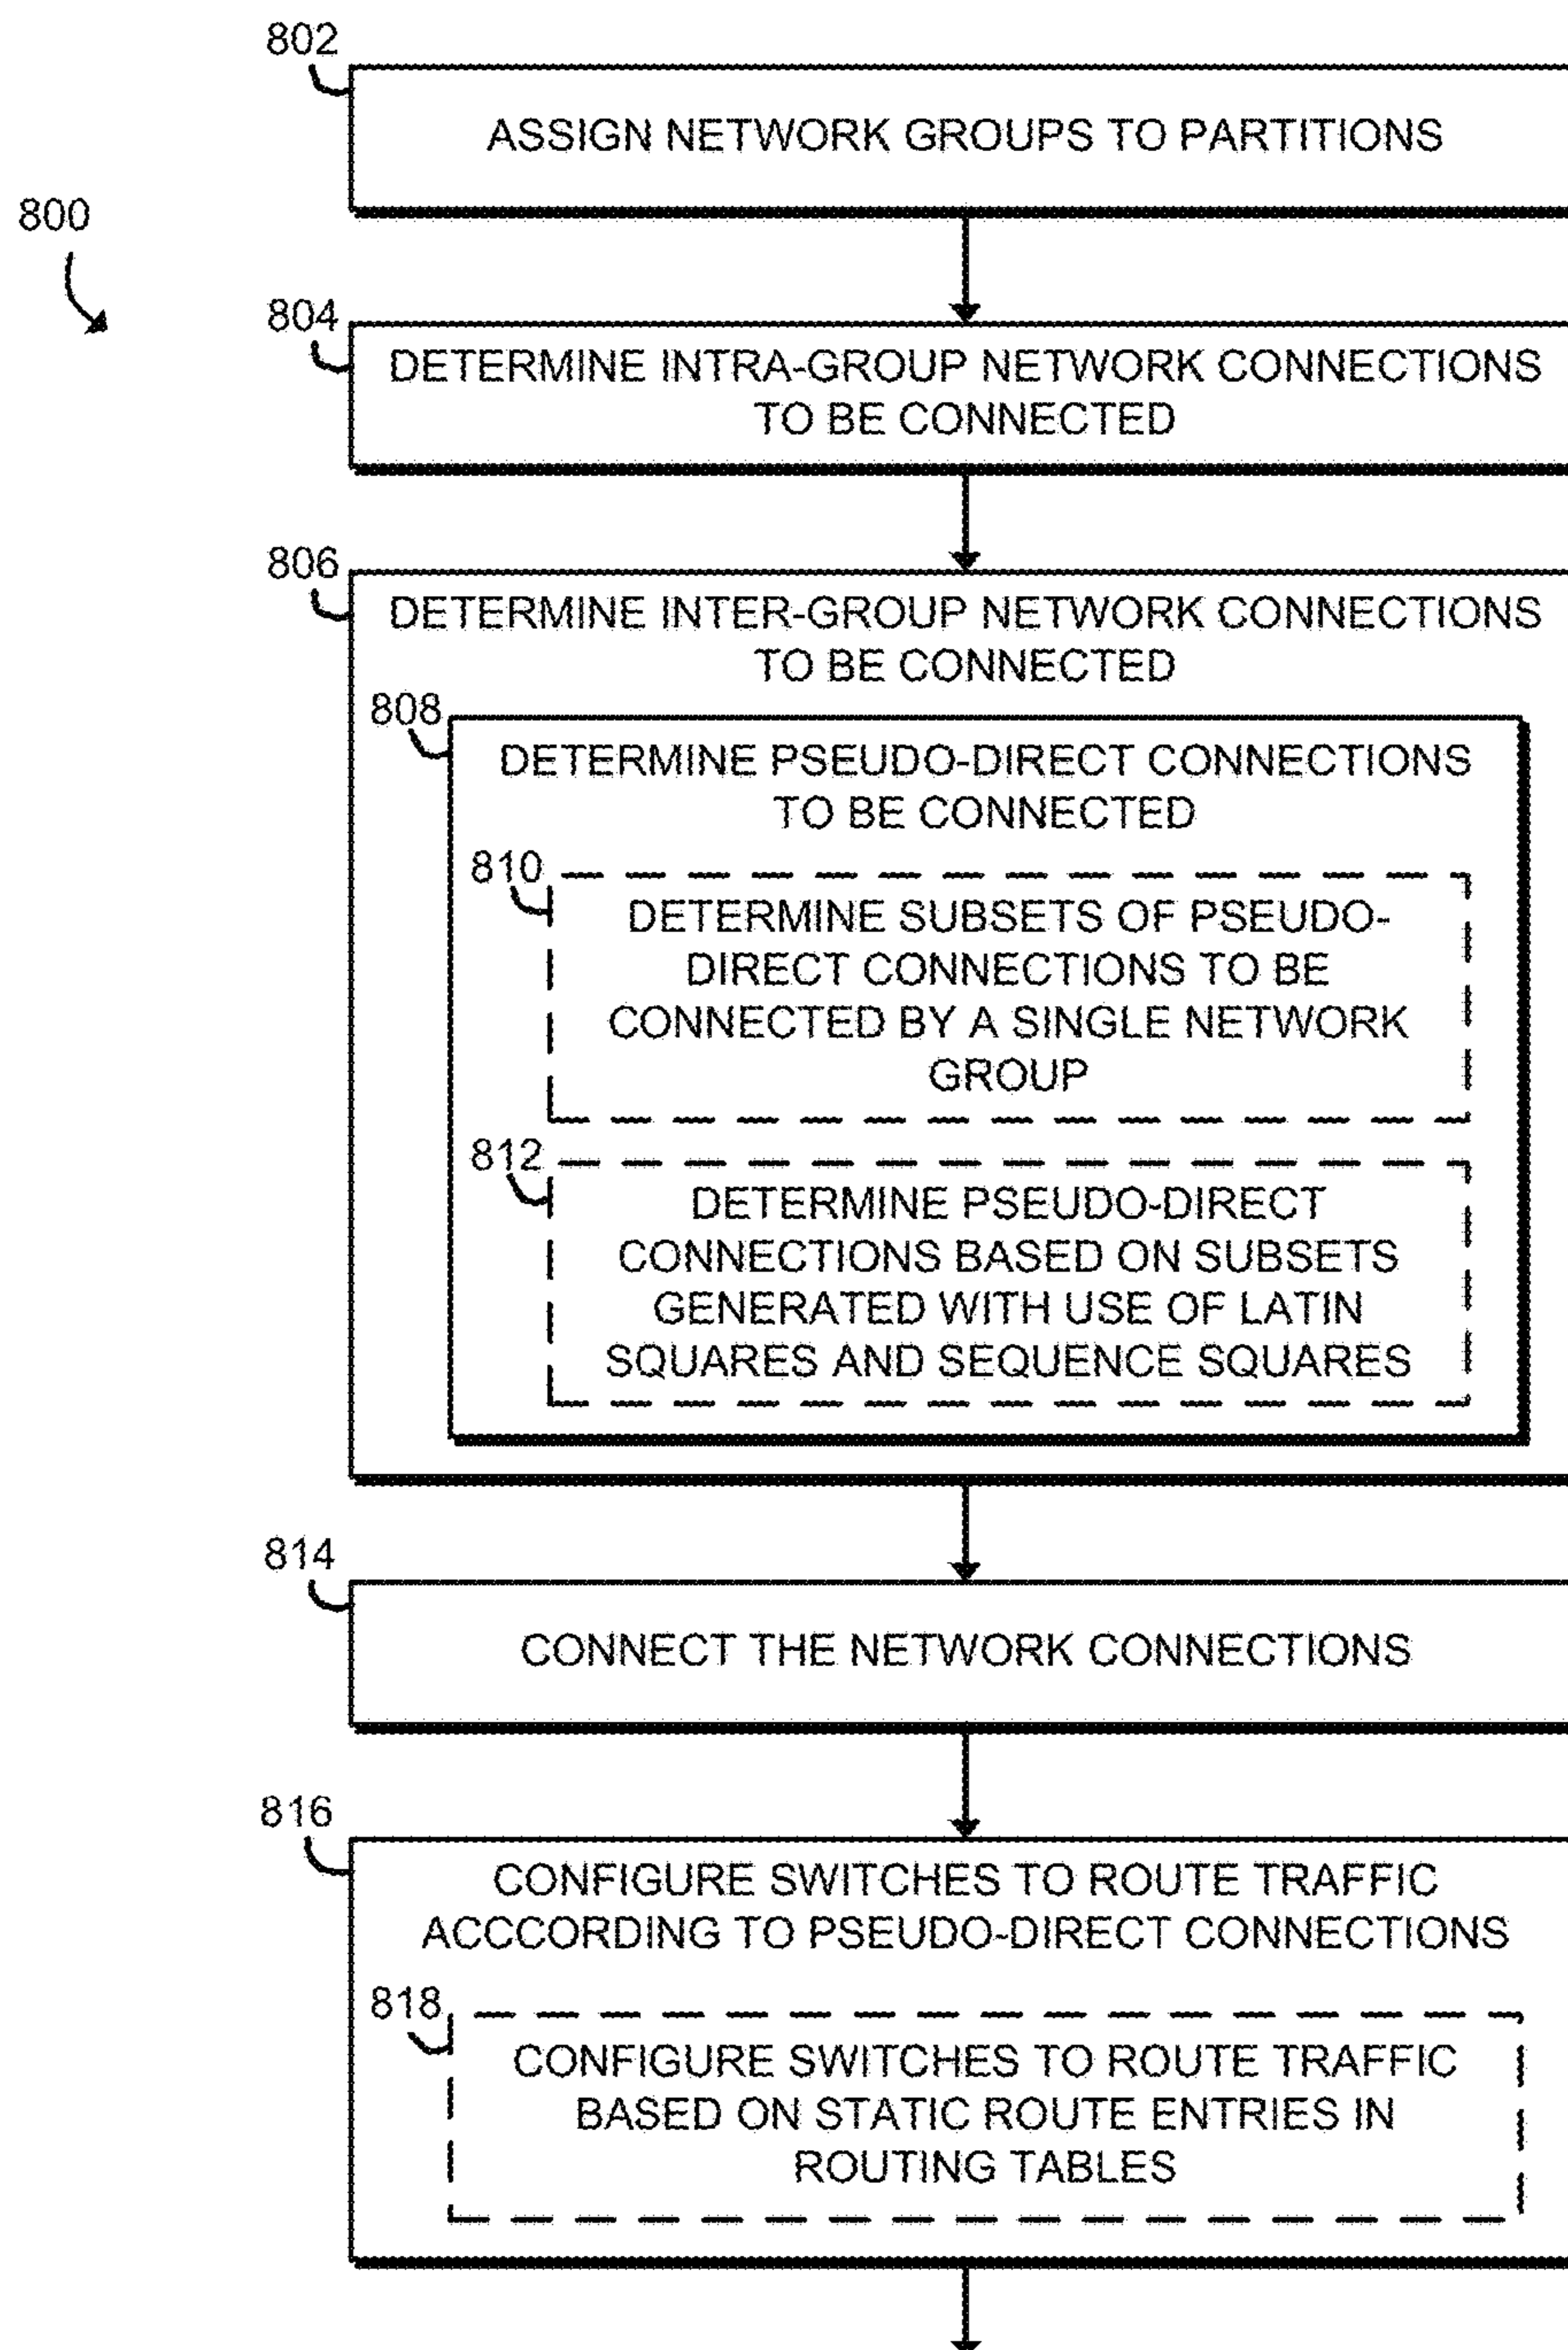 802
ASSIGN NETWORK GROUPS TO PARTITIONS
800
804
DETERMINE INTRA-GROUP NETWORK CONNECTIONS
TO BE CONNECTED
806
DETERMINE INTER-GROUP NETWORK CONNECTIONS
TO BE CONNECTED
808
DETERMINE PSEUDO-DIRECT CONNECTIONS
TO BE CONNECTED
810
DETERMINE SUBSETS OF PSEUDO-
DIRECT CONNECTIONS TO BE
CONNECTED BY A SINGLE NETWORK
GROUP
812
DETERMINE PSEUDO-DIRECT
CONNECTIONS BASED ON SUBSETS
GENERATED WITH USE OF LATIN
SQUARES AND SEQUENCE SQUARES
814
CONNECT THE NETWORK CONNECTIONS
816
CONFIGURE SWITCHES TO ROUTE TRAFFIC
ACCCORDING TO PSEUDO-DIRECT CONNECTIONS
818
CONFIGURE SWITCHES TO ROUTE TRAFFIC
BASED ON STATIC ROUTE ENTRIES IN
ROUTING TABLES